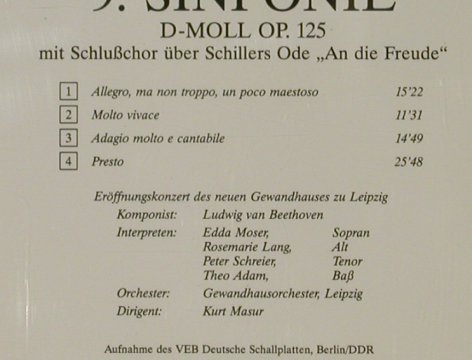 9. SINFONIE
D-MOLL OP. 125
mit Schlußchor über Schillers Ode „An die Freude“
1 Allegro, ma non troppo, un poco maestoso 15'22
2 Molto vivace 11'31
3 Adagio molto e cantabile 14'49
4 Presto 25'48
Eröffnungskonzert des neuen Gewandhauses zu Leipzig
Komponist: Ludwig van Beethoven
Interpreten: Edda Moser, Sopran
Rosemarie Lang, Alt
Peter Schreier, Tenor
Theo Adam, Baß
Orchester: Gewandhausorchester, Leipzig
Dirigent: Kurt Masur
Aufnahme des VEB Deutsche Schallplatten, Berlin/DDR